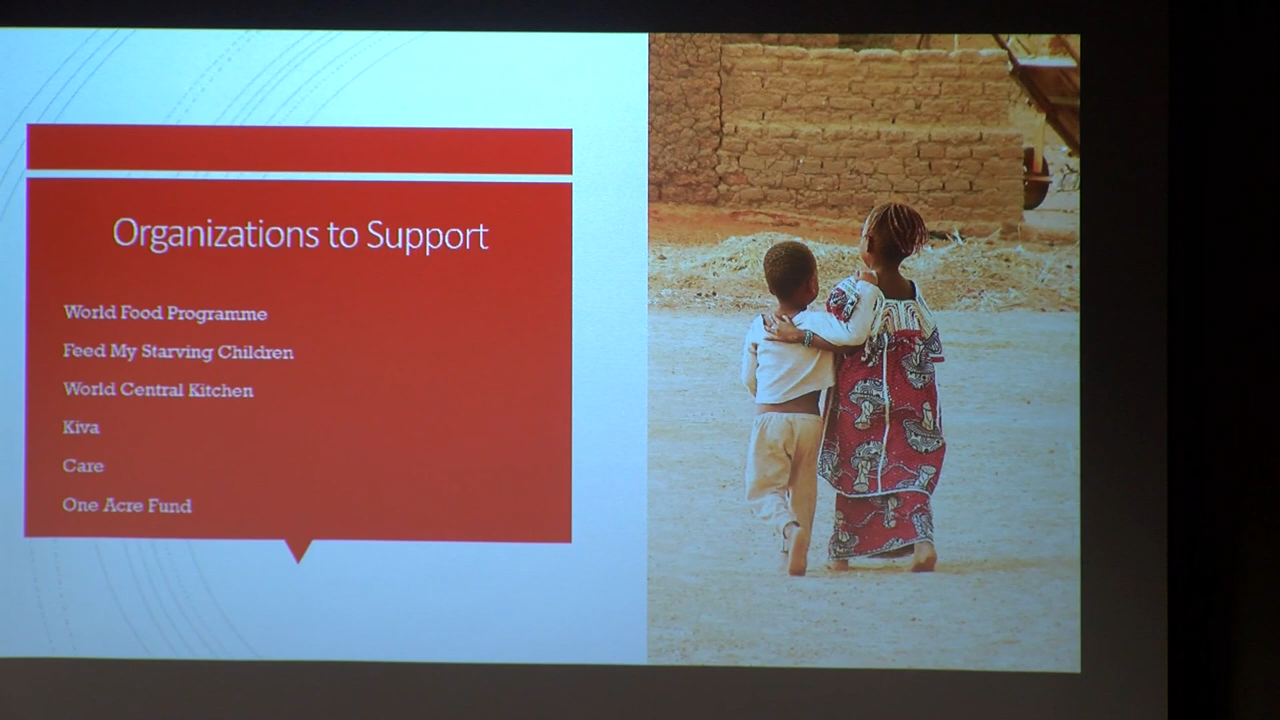 Organizations to Support
World Food Programme
Feed My Starving Children
World Central Kitchen
Kiva
Care
One Acre Fund